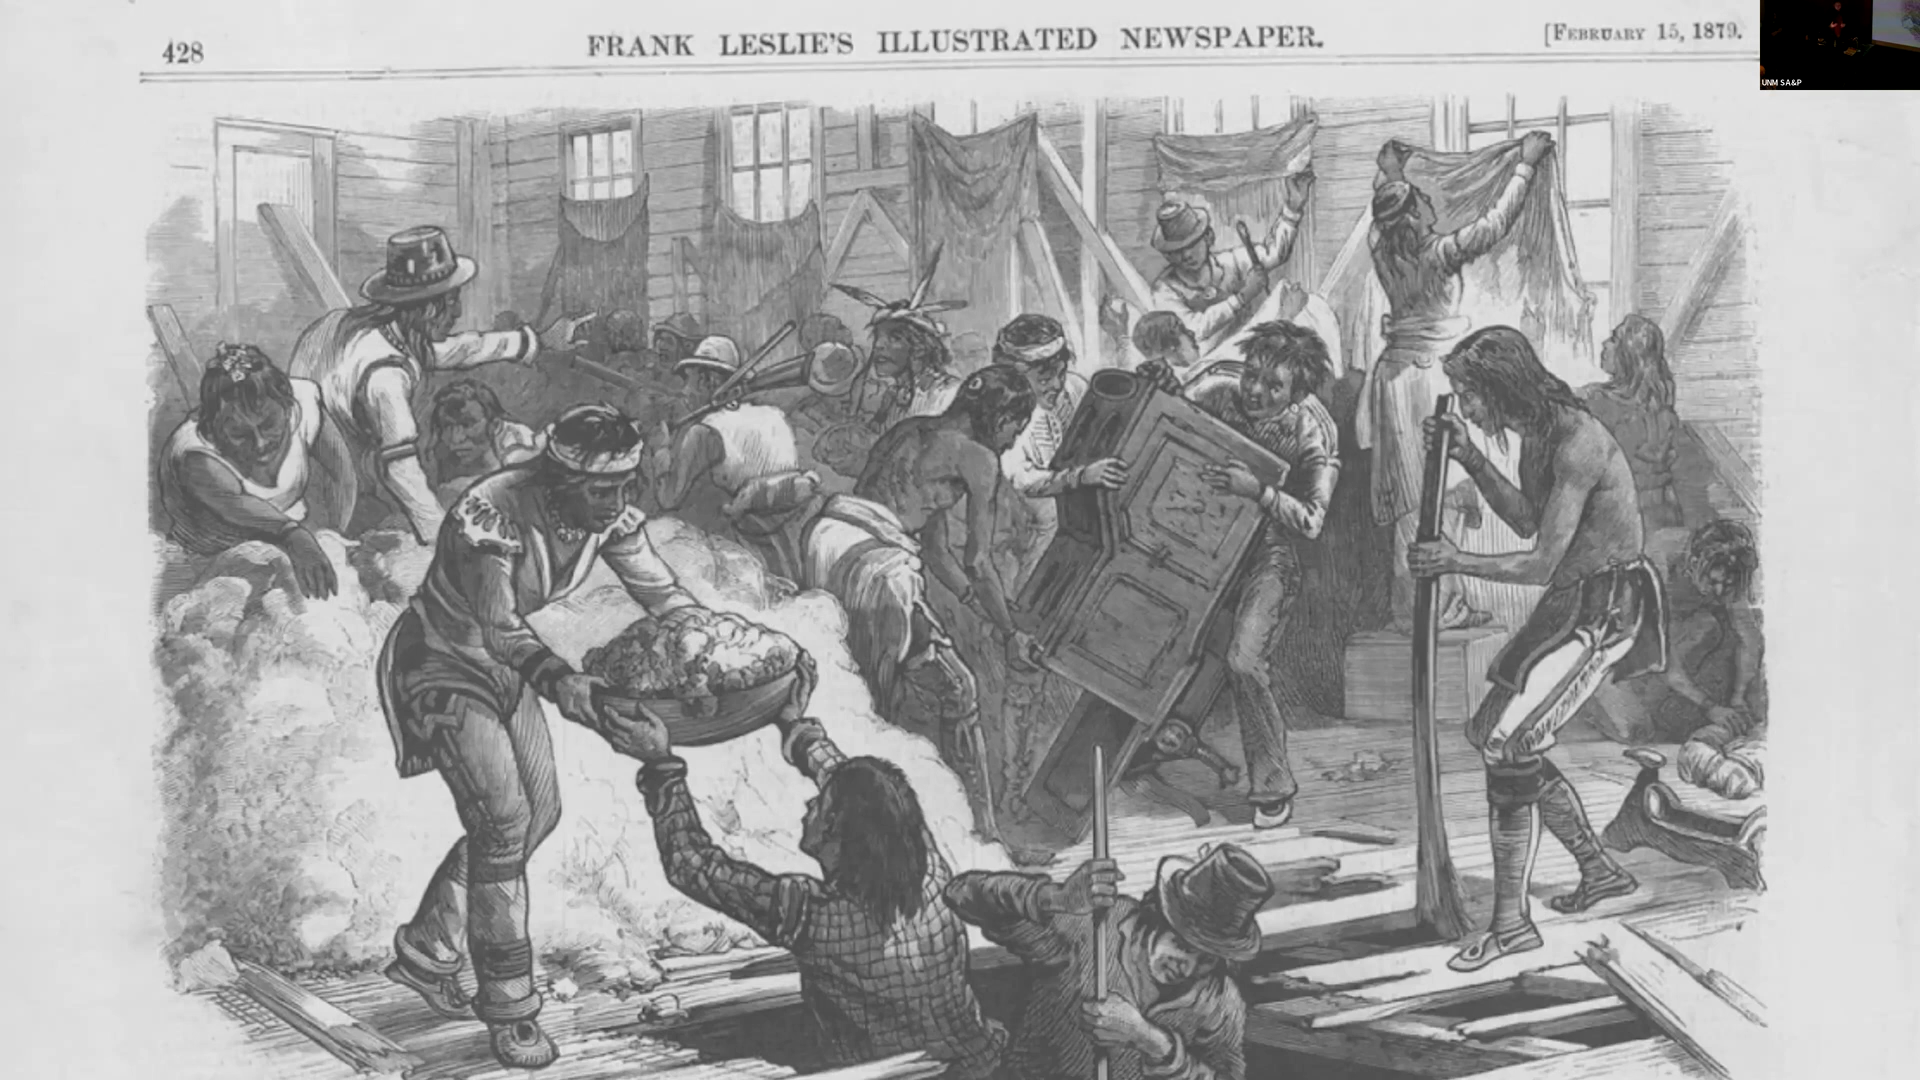 428
FRANK LESLIE'S ILLUSTRATED NEWSPAPER.
[FEBRUARY 15, 1879.
UNM SA&P